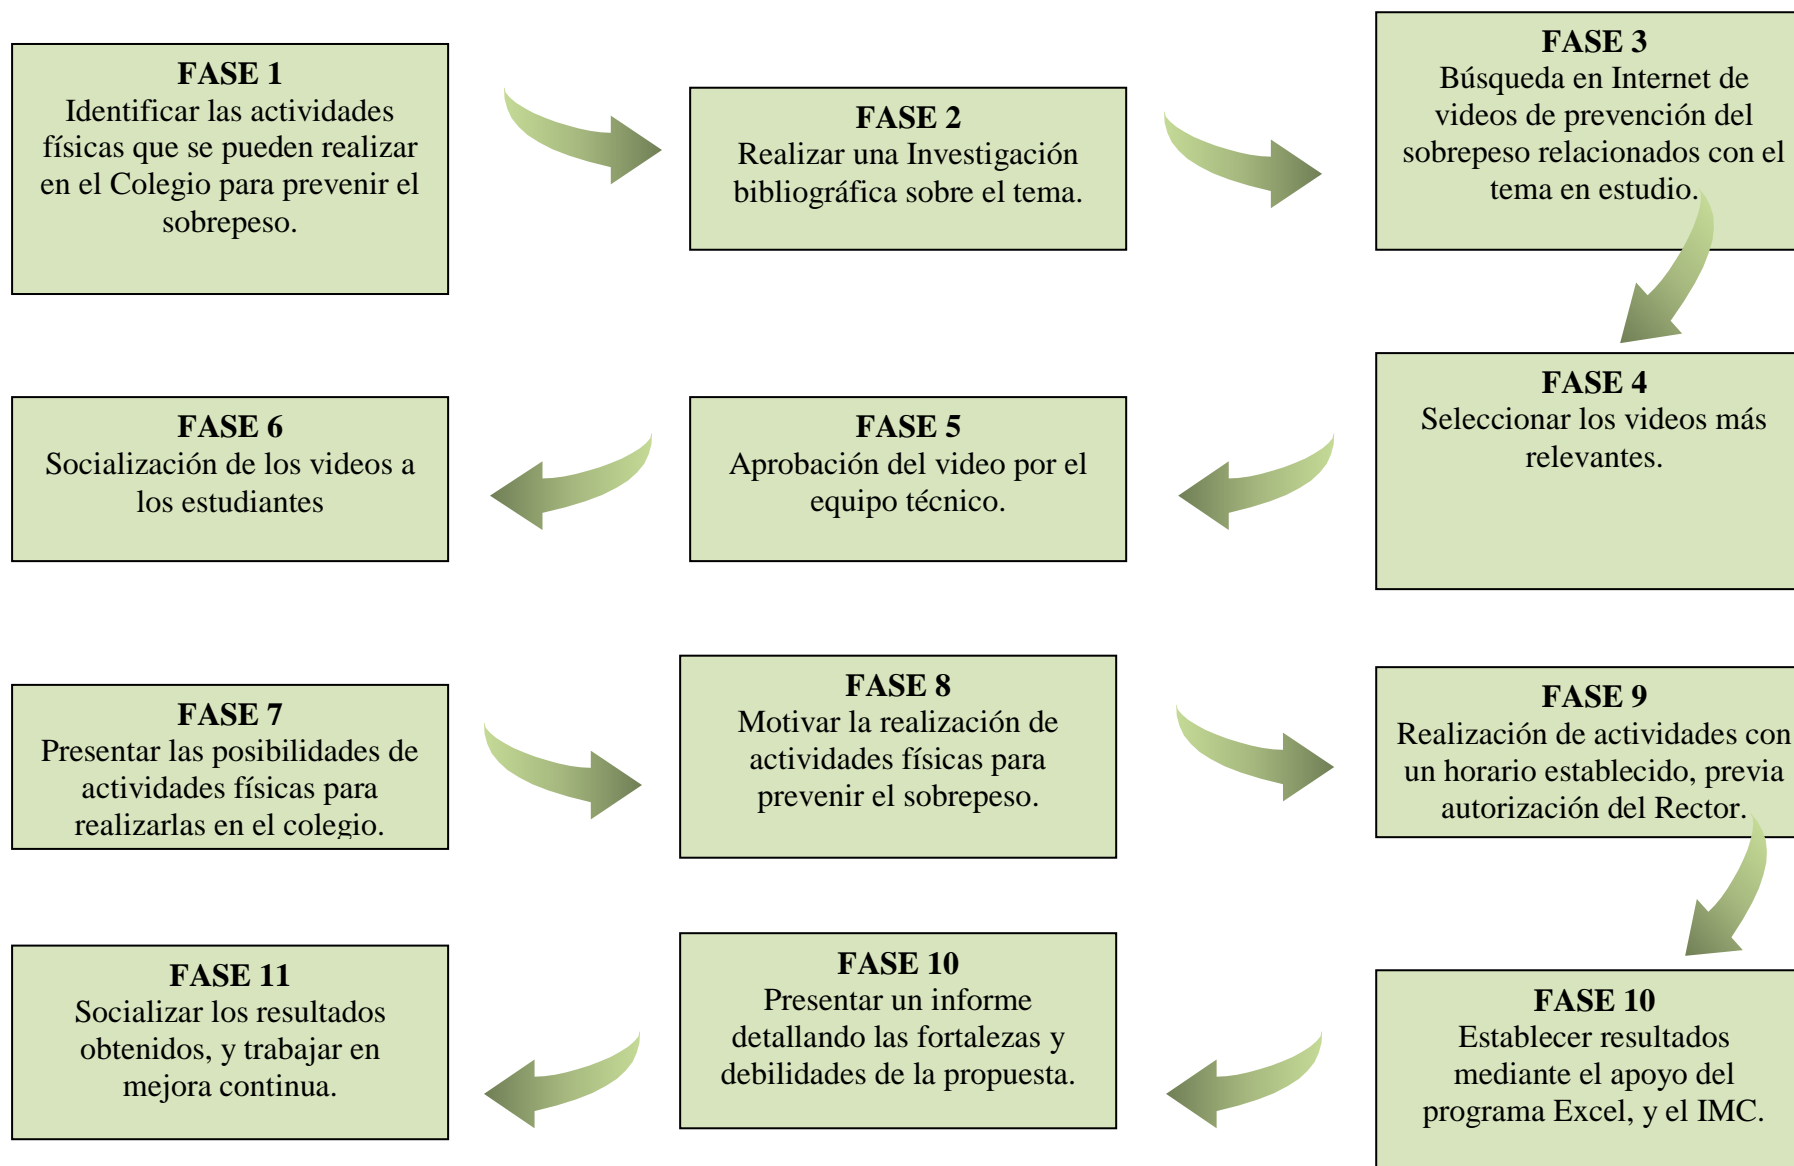 FASE 1
Identificar las actividades
físicas que se pueden realizar
en el Colegio para prevenir el
sobrepeso.
FASE 2
Realizar una Investigación
bibliográfica sobre el tema.
FASE 3
Búsqueda en Internet de
videos de prevención del
sobrepeso relacionados con el
tema en estudio.
FASE 4
Seleccionar los videos más
relevantes.
FASE 5
Aprobación del video por el
equipo técnico.
FASE 6
Socialización de los videos a
los estudiantes
FASE 7
Presentar las posibilidades de
actividades físicas para
realizarlas en el colegio.
FASE 8
Motivar la realización de
actividades físicas para
prevenir el sobrepeso.
FASE 9
Realización de actividades con
un horario establecido, previa
autorización del Rector.
FASE 10
Establecer resultados
mediante el apoyo del
programa Excel, y el IMC.
FASE 10
Presentar un informe
detallando las fortalezas y
debilidades de la propuesta.
FASE 11
Socializar los resultados
obtenidos, y trabajar en
mejora continua.